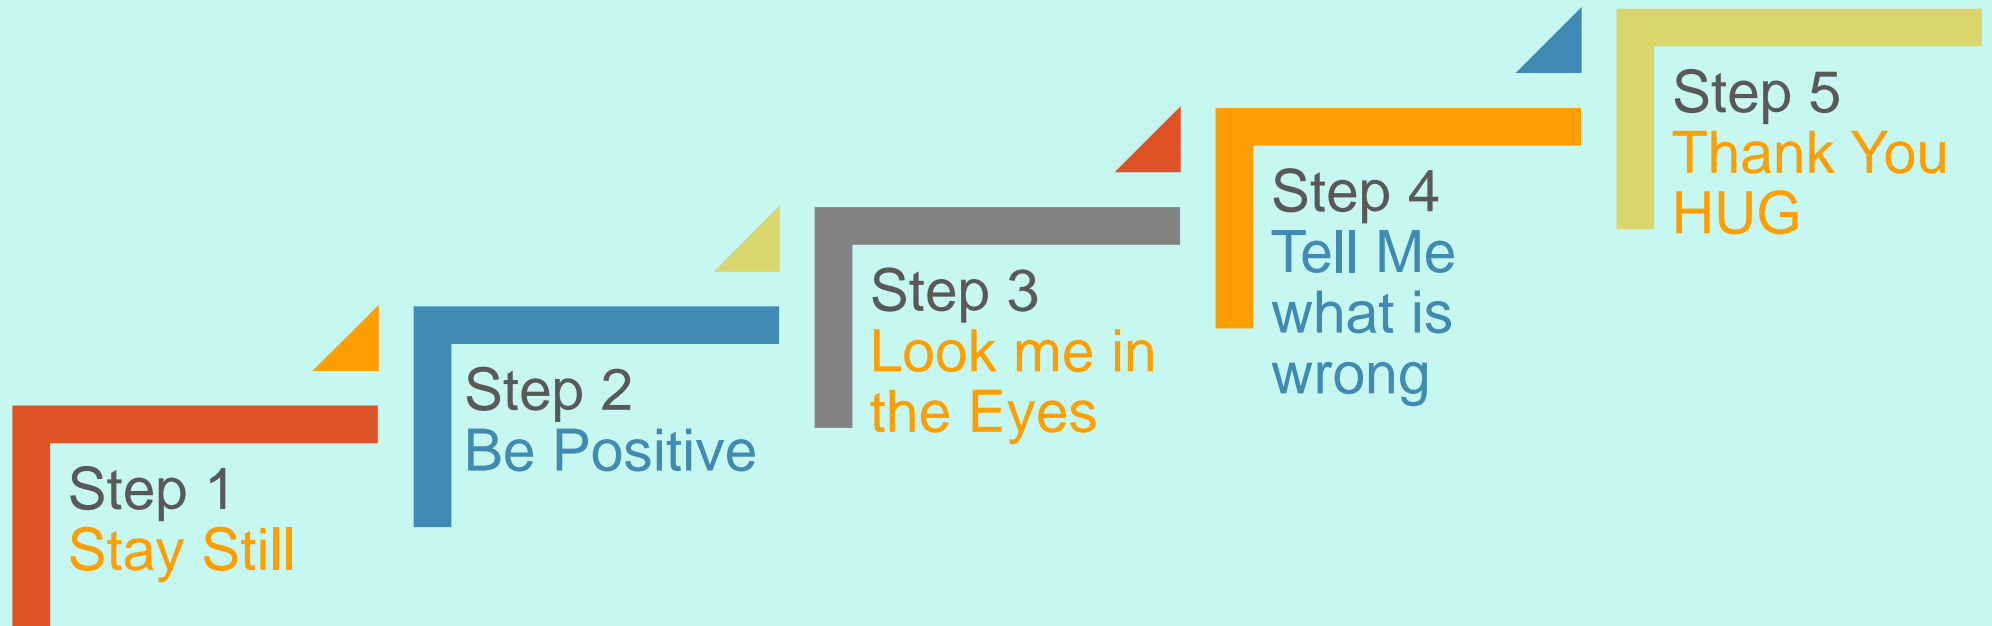 Step 1
Stay Still
Step 2
Be Positive
Step 3
Look me in
the Eyes
Step 4
Tell Me
what is
wrong
Step 5
Thank You
HUG